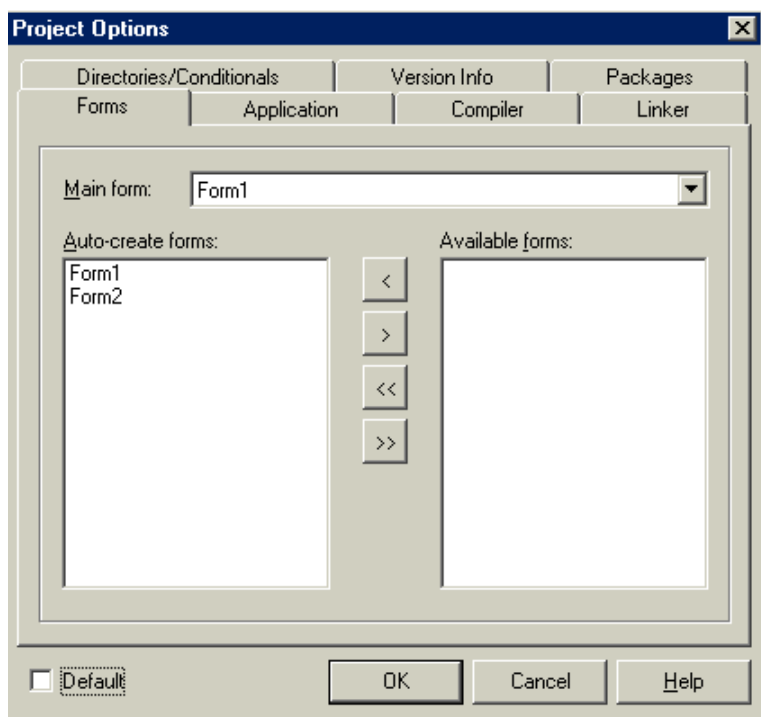 Project Options
Directories/Conditionals Version Info Packages
Forms Application Compiler Linker
Main form: Form1
Auto-create forms: Available forms:
Form1
Form2
<
>
<<
>>
Default OK Cancel Help